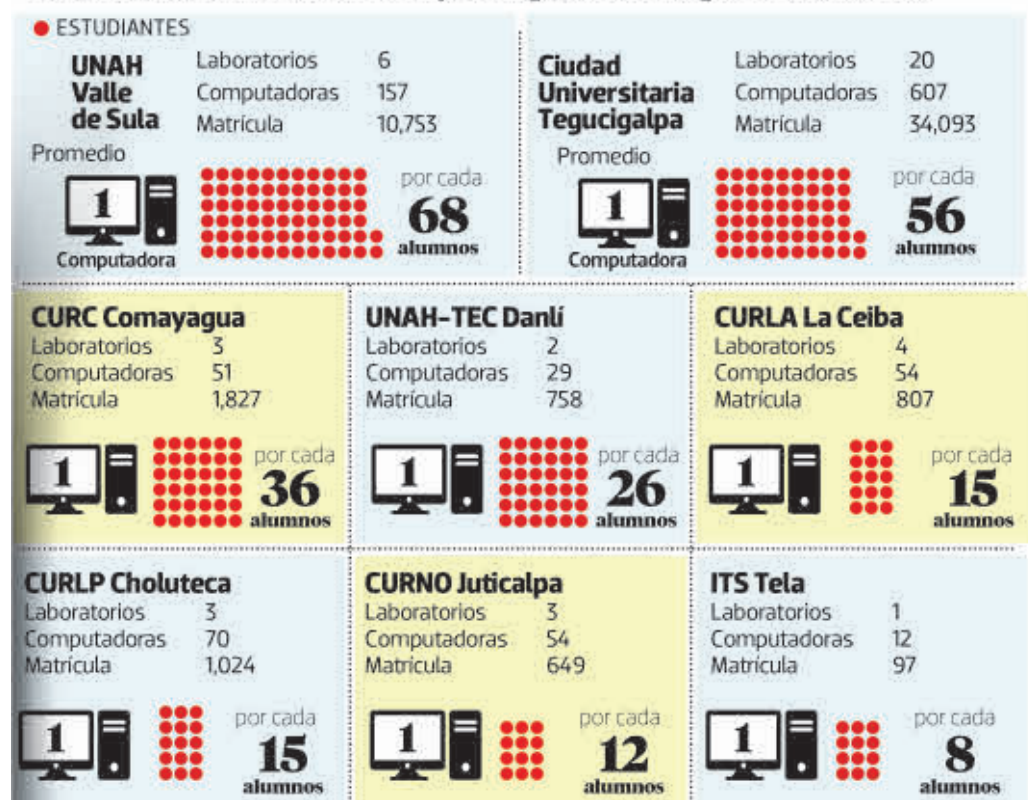 ESTUDIANTES
UNAH
Valle
de Sula
Laboratorios 6
Computadoras 157
Matrícula 10,753
Promedio
1
Computadora
por cada
68
alumnos
Ciudad
Universitaria
Tegucigalpa
Laboratorios 20
Computadoras 607
Matrícula 34,093
Promedio
1
Computadora
por cada
56
alumnos
CURC Comayagua
Laboratorios 3
Computadoras 51
Matrícula 1,827
1
por cada
36
alumnos
UNAH-TEC Danlí
Laboratorios 2
Computadoras 29
Matrícula 758
1
por cada
26
alumnos
CURLA La Ceiba
Laboratorios 4
Computadoras 54
Matrícula 807
1
por cada
15
alumnos
CURLP Choluteca
Laboratorios 3
Computadoras 70
Matrícula 1,024
1
por cada
15
alumnos
CURNO Juticalpa
Laboratorios 3
Computadoras 54
Matrícula 649
1
por cada
12
alumnos
ITS Tela
Laboratorios 1
Computadoras 12
Matrícula 97
1
por cada
8
alumnos